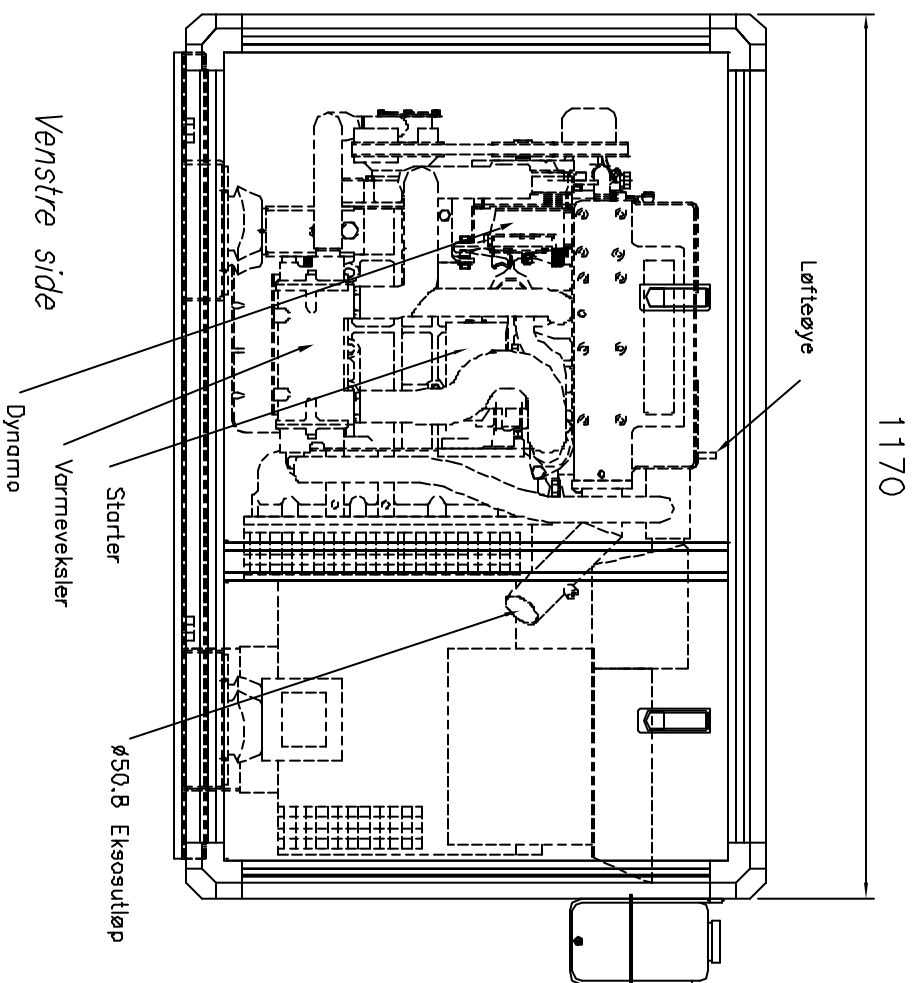 1170
Løfteøye
Venstre side
Dynamo
Varmeveksler
Starter
ø50.8 Eksosutløp